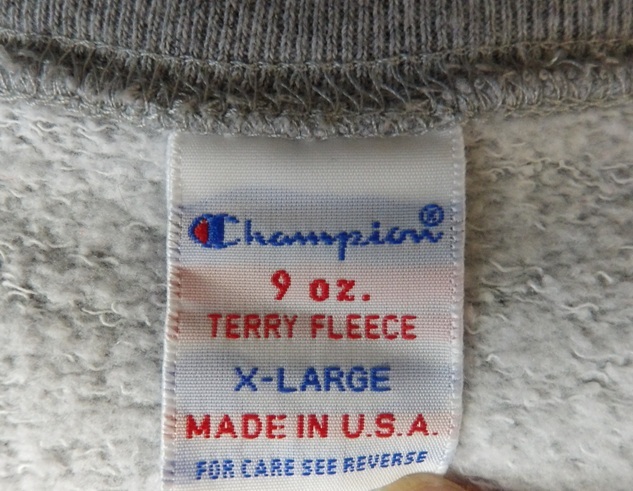 Champion®
9 oz.
TERRY FLEECE
X-LARGE
MADE IN U.S.A.
FOR CARE SEE REVERSE